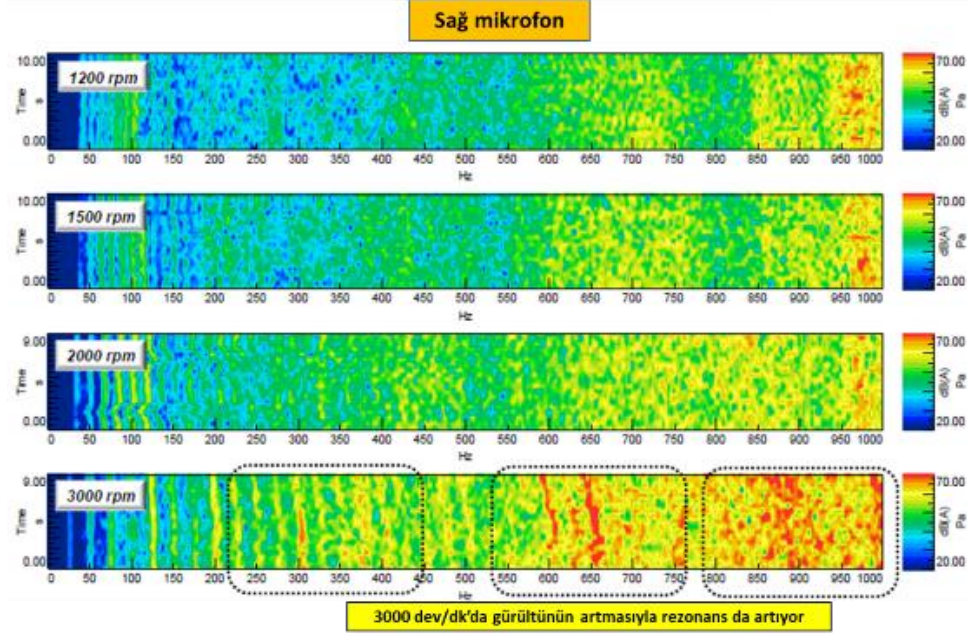 Sağ mikrofon
1200 rpm
10.00
Time
s
0.00
50 100 150 200 250 300 350 400 450 500 550 600 650 700 750 800 850 900 950 1000
Hz
70.00
dB(A)
Pa
20.00
1500 rpm
10.00
Time
s
0.00
50 100 150 200 250 300 350 400 450 500 550 600 650 700 750 800 850 900 950 1000
Hz
70.00
dB(A)
Pa
20.00
2000 rpm
9.00
Time
s
0.00
50 100 150 200 250 300 350 400 450 500 550 600 650 700 750 800 850 900 950 1000
Hz
70.00
dB(A)
Pa
20.00
3000 rpm
9.00
Time
s
0.00
50 100 150 200 250 300 350 400 450 500 550 600 650 700 750 800 850 900 950 1000
Hz
70.00
dB(A)
Pa
20.00
3000 dev/dk'da gürültünün artmasıyla rezonans da artıyor